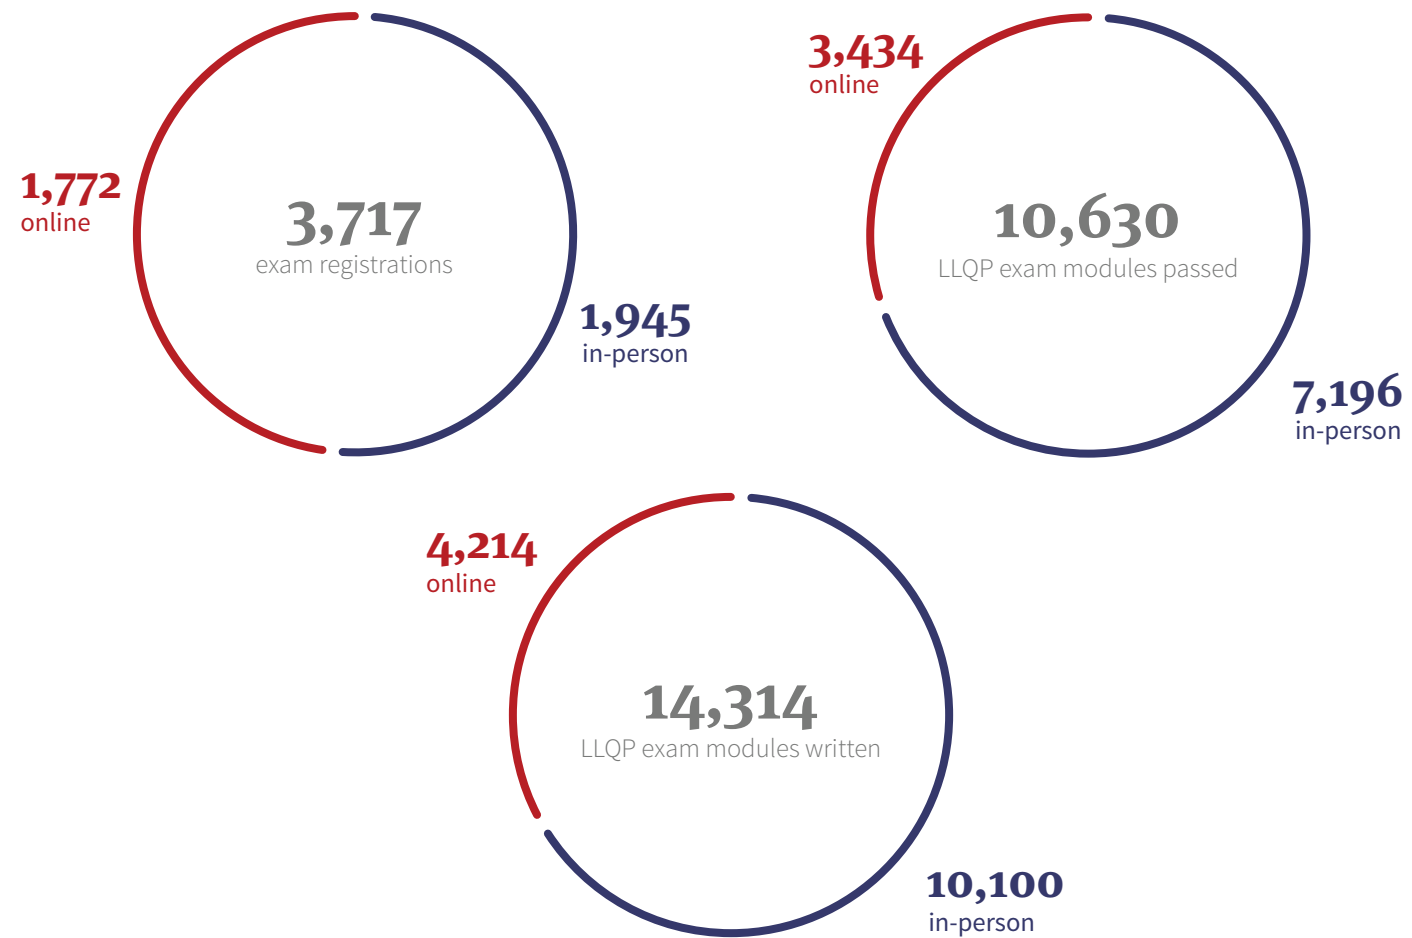 1,772
online
3,717
exam registrations
1,945
in-person
3,434
online
10,630
LLQP exam modules passed
7,196
in-person
4,214
online
14,314
LLQP exam modules written
10,100
in-person